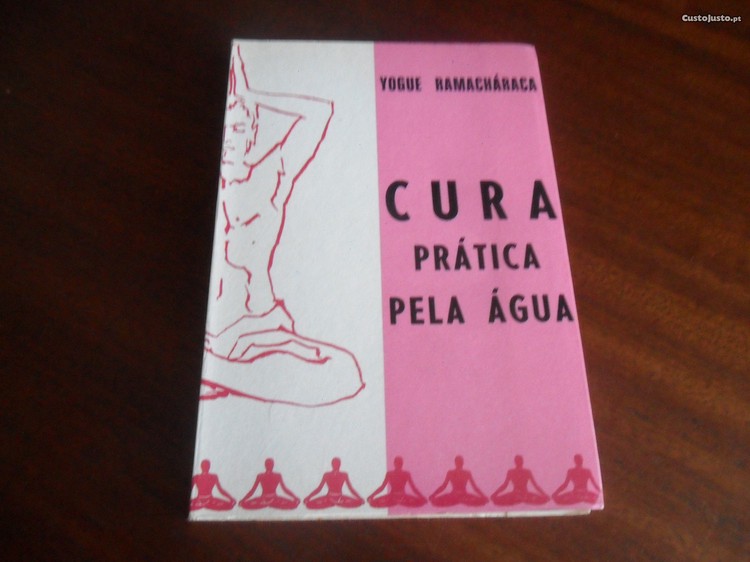 CustoJusto.pt
YOGUE RAMACHÁRACA
CURA
PRÁTICA
PELA ÁGUA